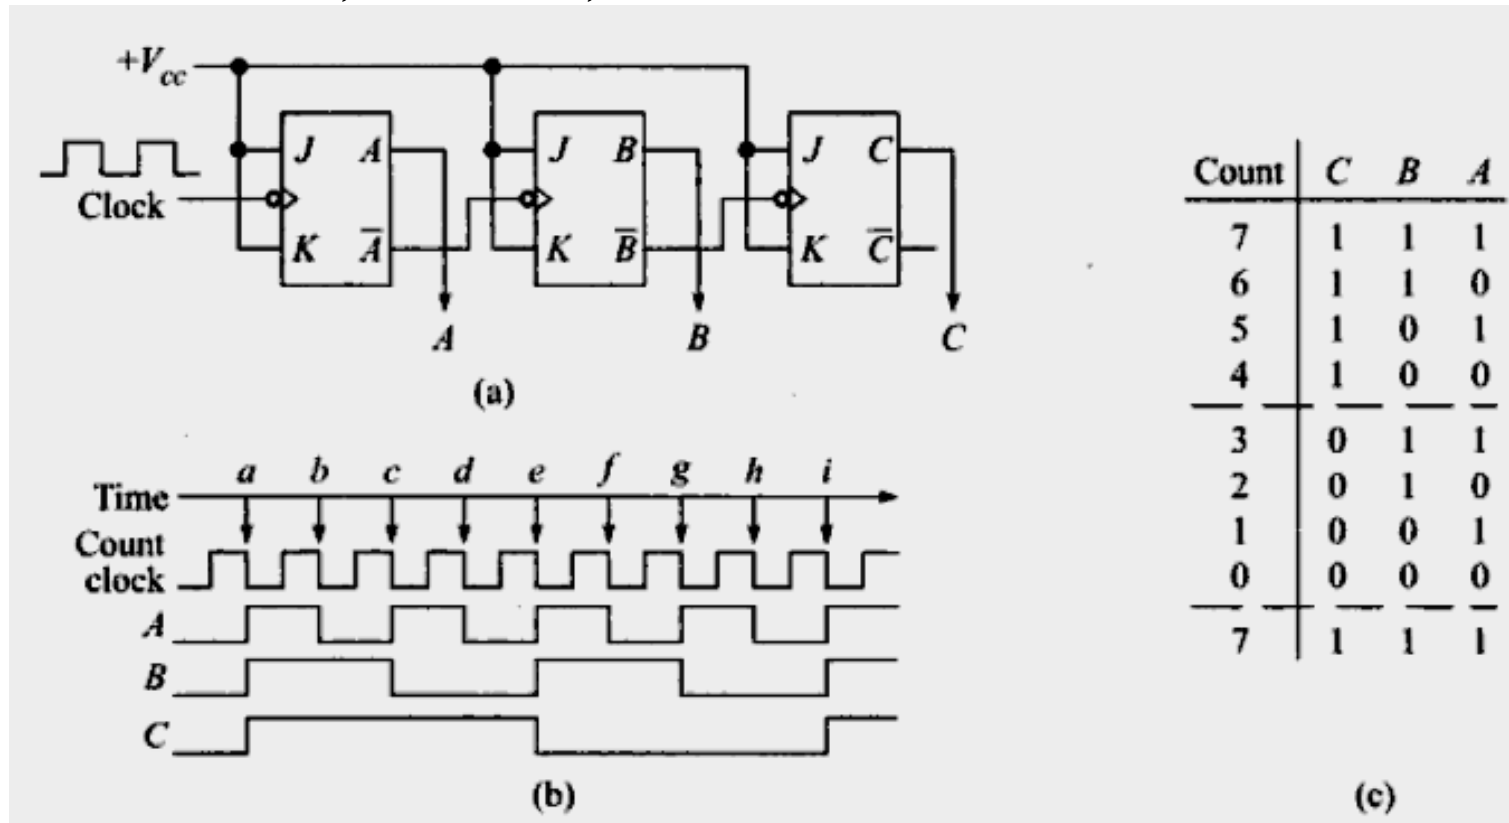 +Vcc
J A J B J C
Clock
K A̅ K B̅ K C̅
A B C
(a)
Time a b c d e f g h i
Count
clock
A
B
C
(b)
Count C B A
7 1 1 1
6 1 1 0
5 1 0 1
4 1 0 0
3 0 1 1
2 0 1 0
1 0 0 1
0 0 0 0
7 1 1 1
(c)